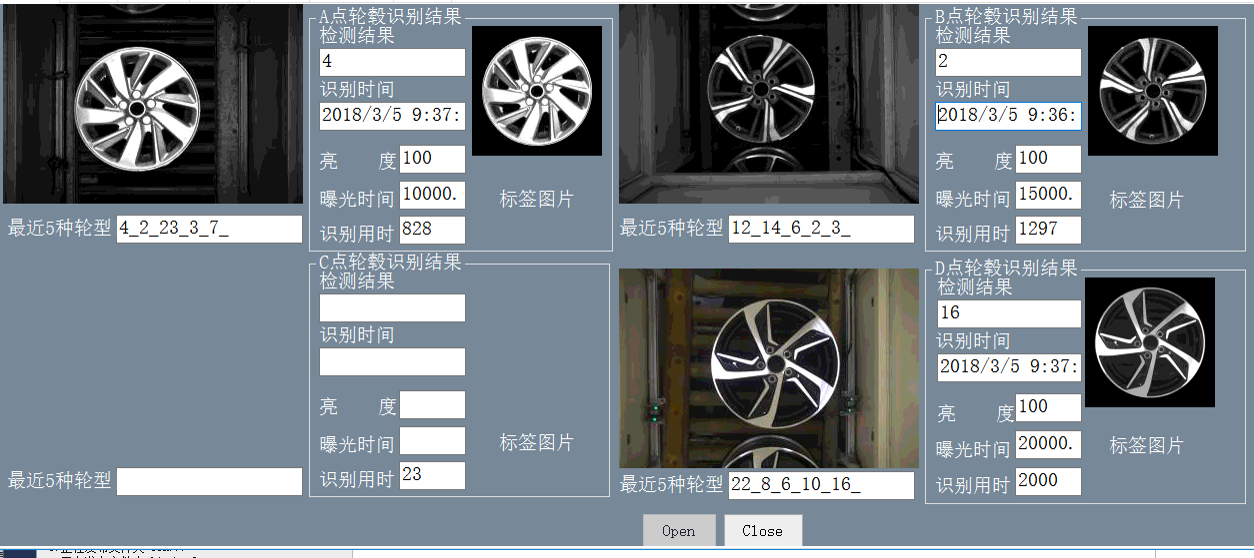 A点轮毂识别结果
检测结果
4
识别时间
2018/3/5 9:37:
亮 度 100
曝光时间 10000.
标签图片
识别用时 828
最近5种轮型 4_2_23_3_7_
B点轮毂识别结果
检测结果
2
识别时间
2018/3/5 9:36:
亮 度 100
曝光时间 15000.
标签图片
识别用时 1297
最近5种轮型 12_14_6_2_3_
C点轮毂识别结果
检测结果
识别时间
亮 度
曝光时间
标签图片
识别用时 23
最近5种轮型
D点轮毂识别结果
检测结果
16
识别时间
2018/3/5 9:37:
亮 度 100
曝光时间 20000.
标签图片
识别用时 2000
最近5种轮型 22_8_6_10_16_
Open Close